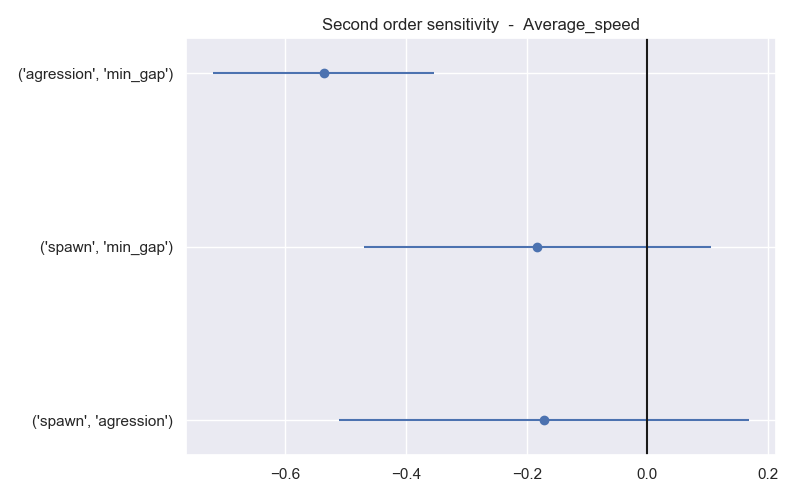 Second order sensitivity - Average_speed
('agression', 'min_gap')
('spawn', 'min_gap')
('spawn', 'agression')
−0.6 −0.4 −0.2 0.0 0.2